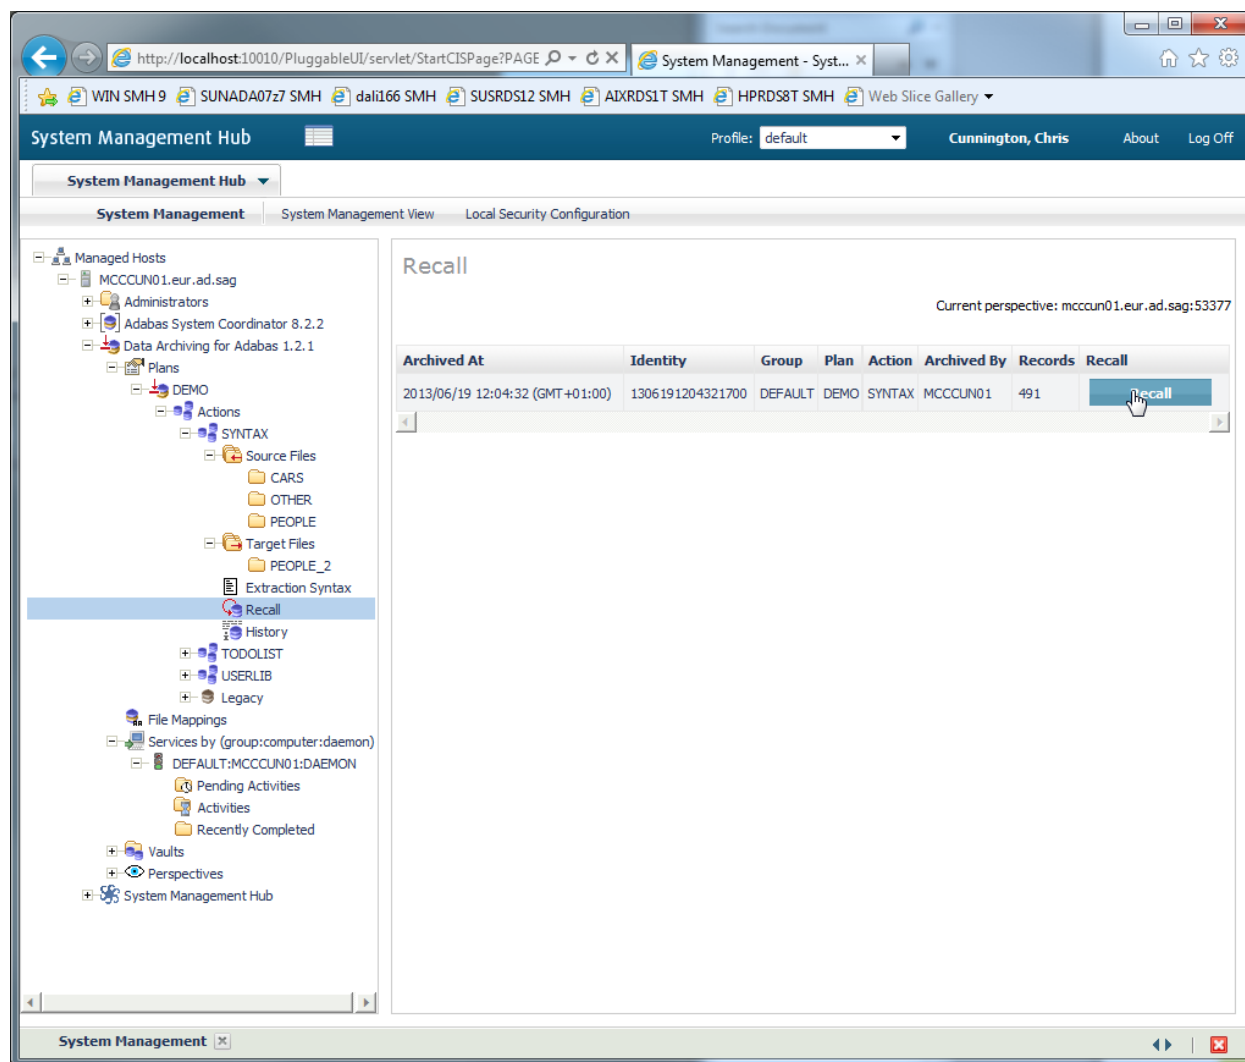 Search Document
http://localhost:10010/PluggableUI/servlet/StartCISPage?PAGE
System Management - Syst...
WIN SMH 9 SUNADA07z7 SMH dali166 SMH SUSRDS12 SMH AIXRDS1T SMH HPRDS8T SMH Web Slice Gallery
System Management Hub Profile: default Cunnington, Chris About Log Off
System Management Hub
System Management System Management View Local Security Configuration
Managed Hosts
MCCCUN01.eur.ad.sag
Administrators
Adabas System Coordinator 8.2.2
Data Archiving for Adabas 1.2.1
Plans
DEMO
Actions
SYNTAX
Source Files
CARS
OTHER
PEOPLE
Target Files
PEOPLE_2
Extraction Syntax
Recall
History
TODOLIST
USERLIB
Legacy
File Mappings
Services by (group:computer:daemon)
DEFAULT:MCCCUN01:DAEMON
Pending Activities
Activities
Recently Completed
Vaults
Perspectives
System Management Hub
Recall
Current perspective: mcccun01.eur.ad.sag:53377
Archived At Identity Group Plan Action Archived By Records Recall
2013/06/19 12:04:32 (GMT+01:00) 1306191204321700 DEFAULT DEMO SYNTAX MCCCUN01 491 Recall
System Management